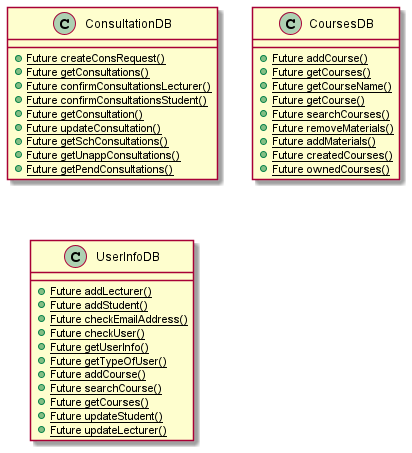 C ConsultationDB
Future createConsRequest()
Future getConsultations()
Future confirmConsultationsLecturer()
Future confirmConsultationsStudent()
Future getConsultation()
Future updateConsultation()
Future getSchConsultations()
Future getUnappConsultations()
Future getPendConsultations()
C CoursesDB
Future addCourse()
Future getCourses()
Future getCourseName()
Future getCourse()
Future searchCourses()
Future removeMaterials()
Future addMaterials()
Future createdCourses()
Future ownedCourses()
C UserInfoDB
Future addLecturer()
Future addStudent()
Future checkEmailAddress()
Future checkUser()
Future getUserInfo()
Future getTypeOfUser()
Future addCourse()
Future searchCourse()
Future getCourses()
Future updateStudent()
Future updateLecturer()